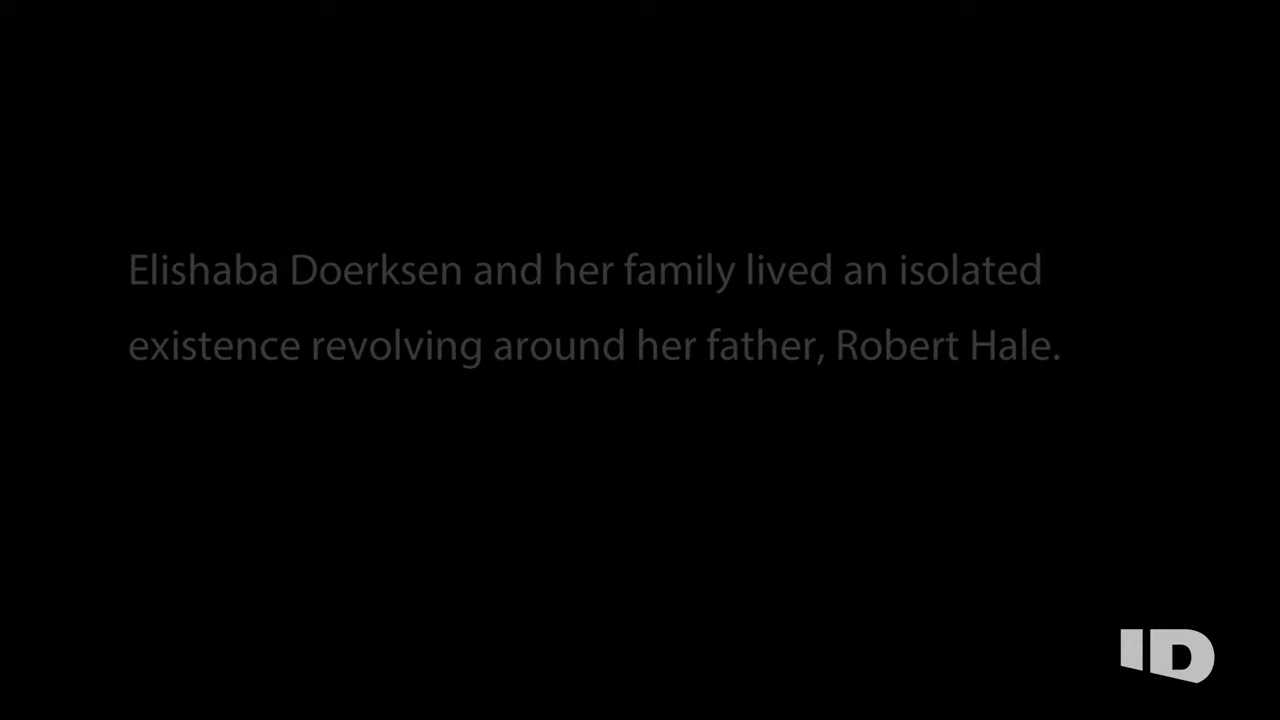 Elishaba Doerksen and her family lived an isolated
existence revolving around her father, Robert Hale.
ID